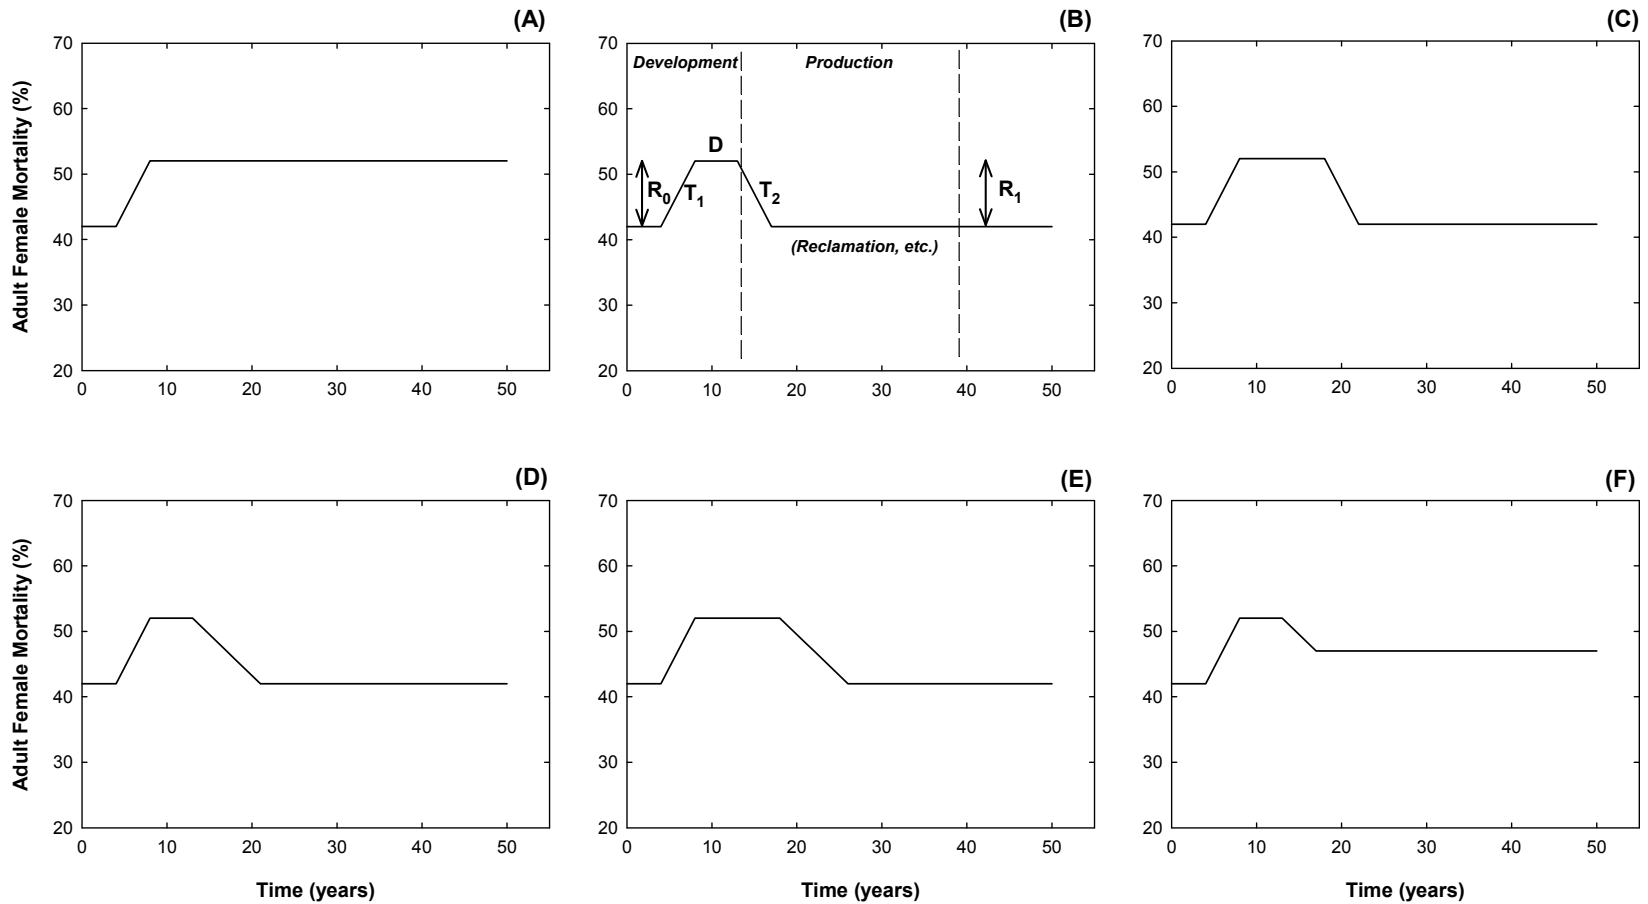 (A)
Adult Female Mortality (%)
70
60
50
40
30
20
0 10 20 30 40 50
(B)
Development
Production
D
R0
T1
T2
R1
(Reclamation, etc.)
70
60
50
40
30
20
0 10 20 30 40 50
(C)
70
60
50
40
30
20
0 10 20 30 40 50
(D)
Adult Female Mortality (%)
70
60
50
40
30
20
0 10 20 30 40 50
Time (years)
(E)
70
60
50
40
30
20
0 10 20 30 40 50
(F)
70
60
50
40
30
20
0 10 20 30 40 50
Time (years)